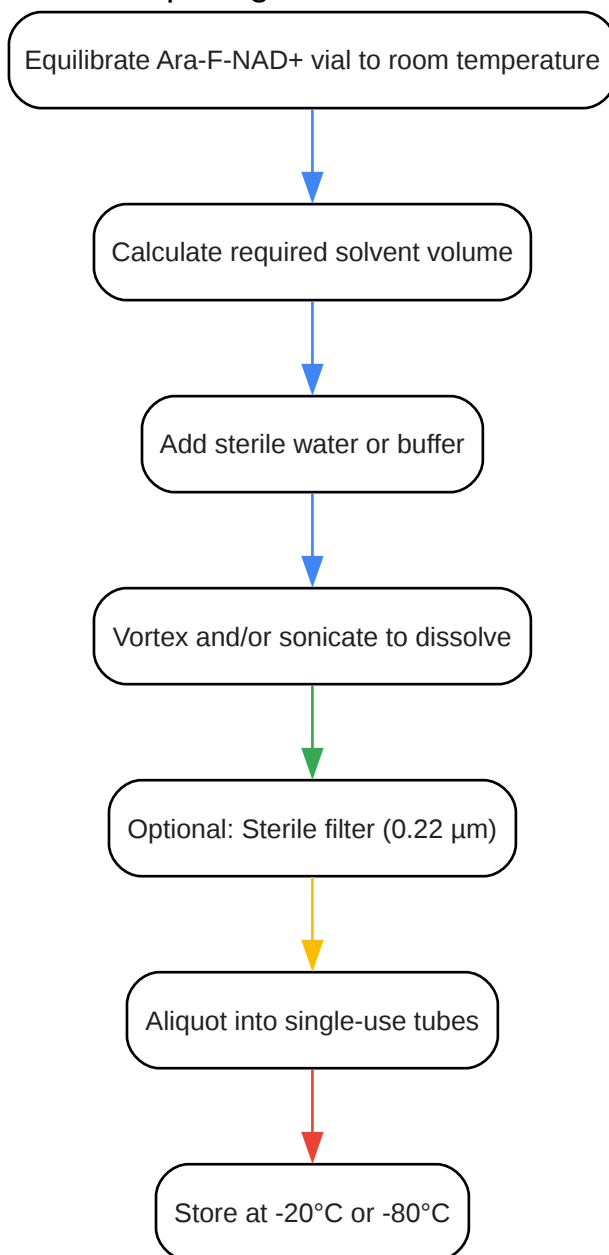 Equilibrate Ara-F-NAD+ vial to room temperature
Calculate required solvent volume
Add sterile water or buffer
Vortex and/or sonicate to dissolve
Optional: Sterile filter (0.22 µm)
Aliquot into single-use tubes
Store at -20°C or -80°C